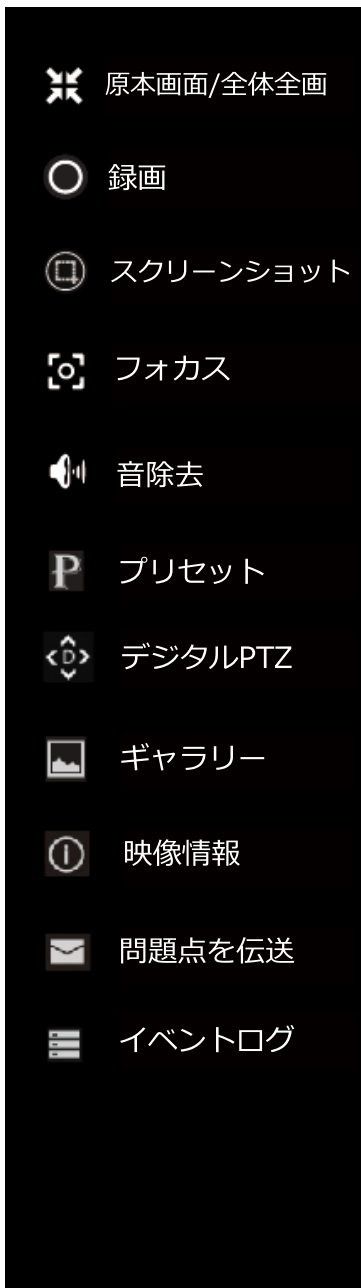 原本画面/全体全画
録画
スクリーンショット
フォカス
音除去
プリセット
デジタルPTZ
ギャラリー
映像情報
問題点を伝送
イベントログ